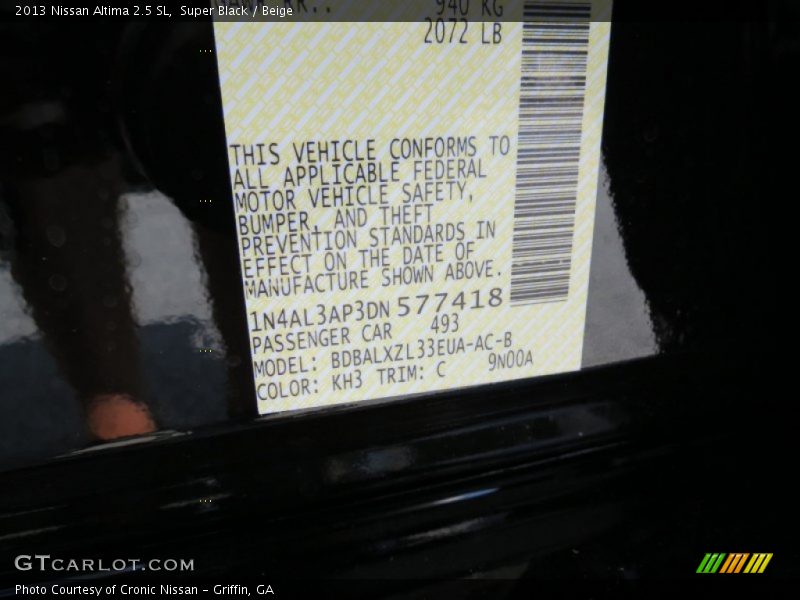 2013 Nissan Altima 2.5 SL, Super Black / Beige
940 KG
2072 LB
THIS VEHICLE CONFORMS TO
ALL APPLICABLE FEDERAL
MOTOR VEHICLE SAFETY,
BUMPER, AND THEFT
PREVENTION STANDARDS IN
EFFECT ON THE DATE OF
MANUFACTURE SHOWN ABOVE.
1N4AL3AP3DN 577418
PASSENGER CAR 493
MODEL: BDBALXZL33EUA-AC-B
COLOR: KH3 TRIM: C 9N00A
GTCARLOT.COM
Photo Courtesy of Cronic Nissan - Griffin, GA